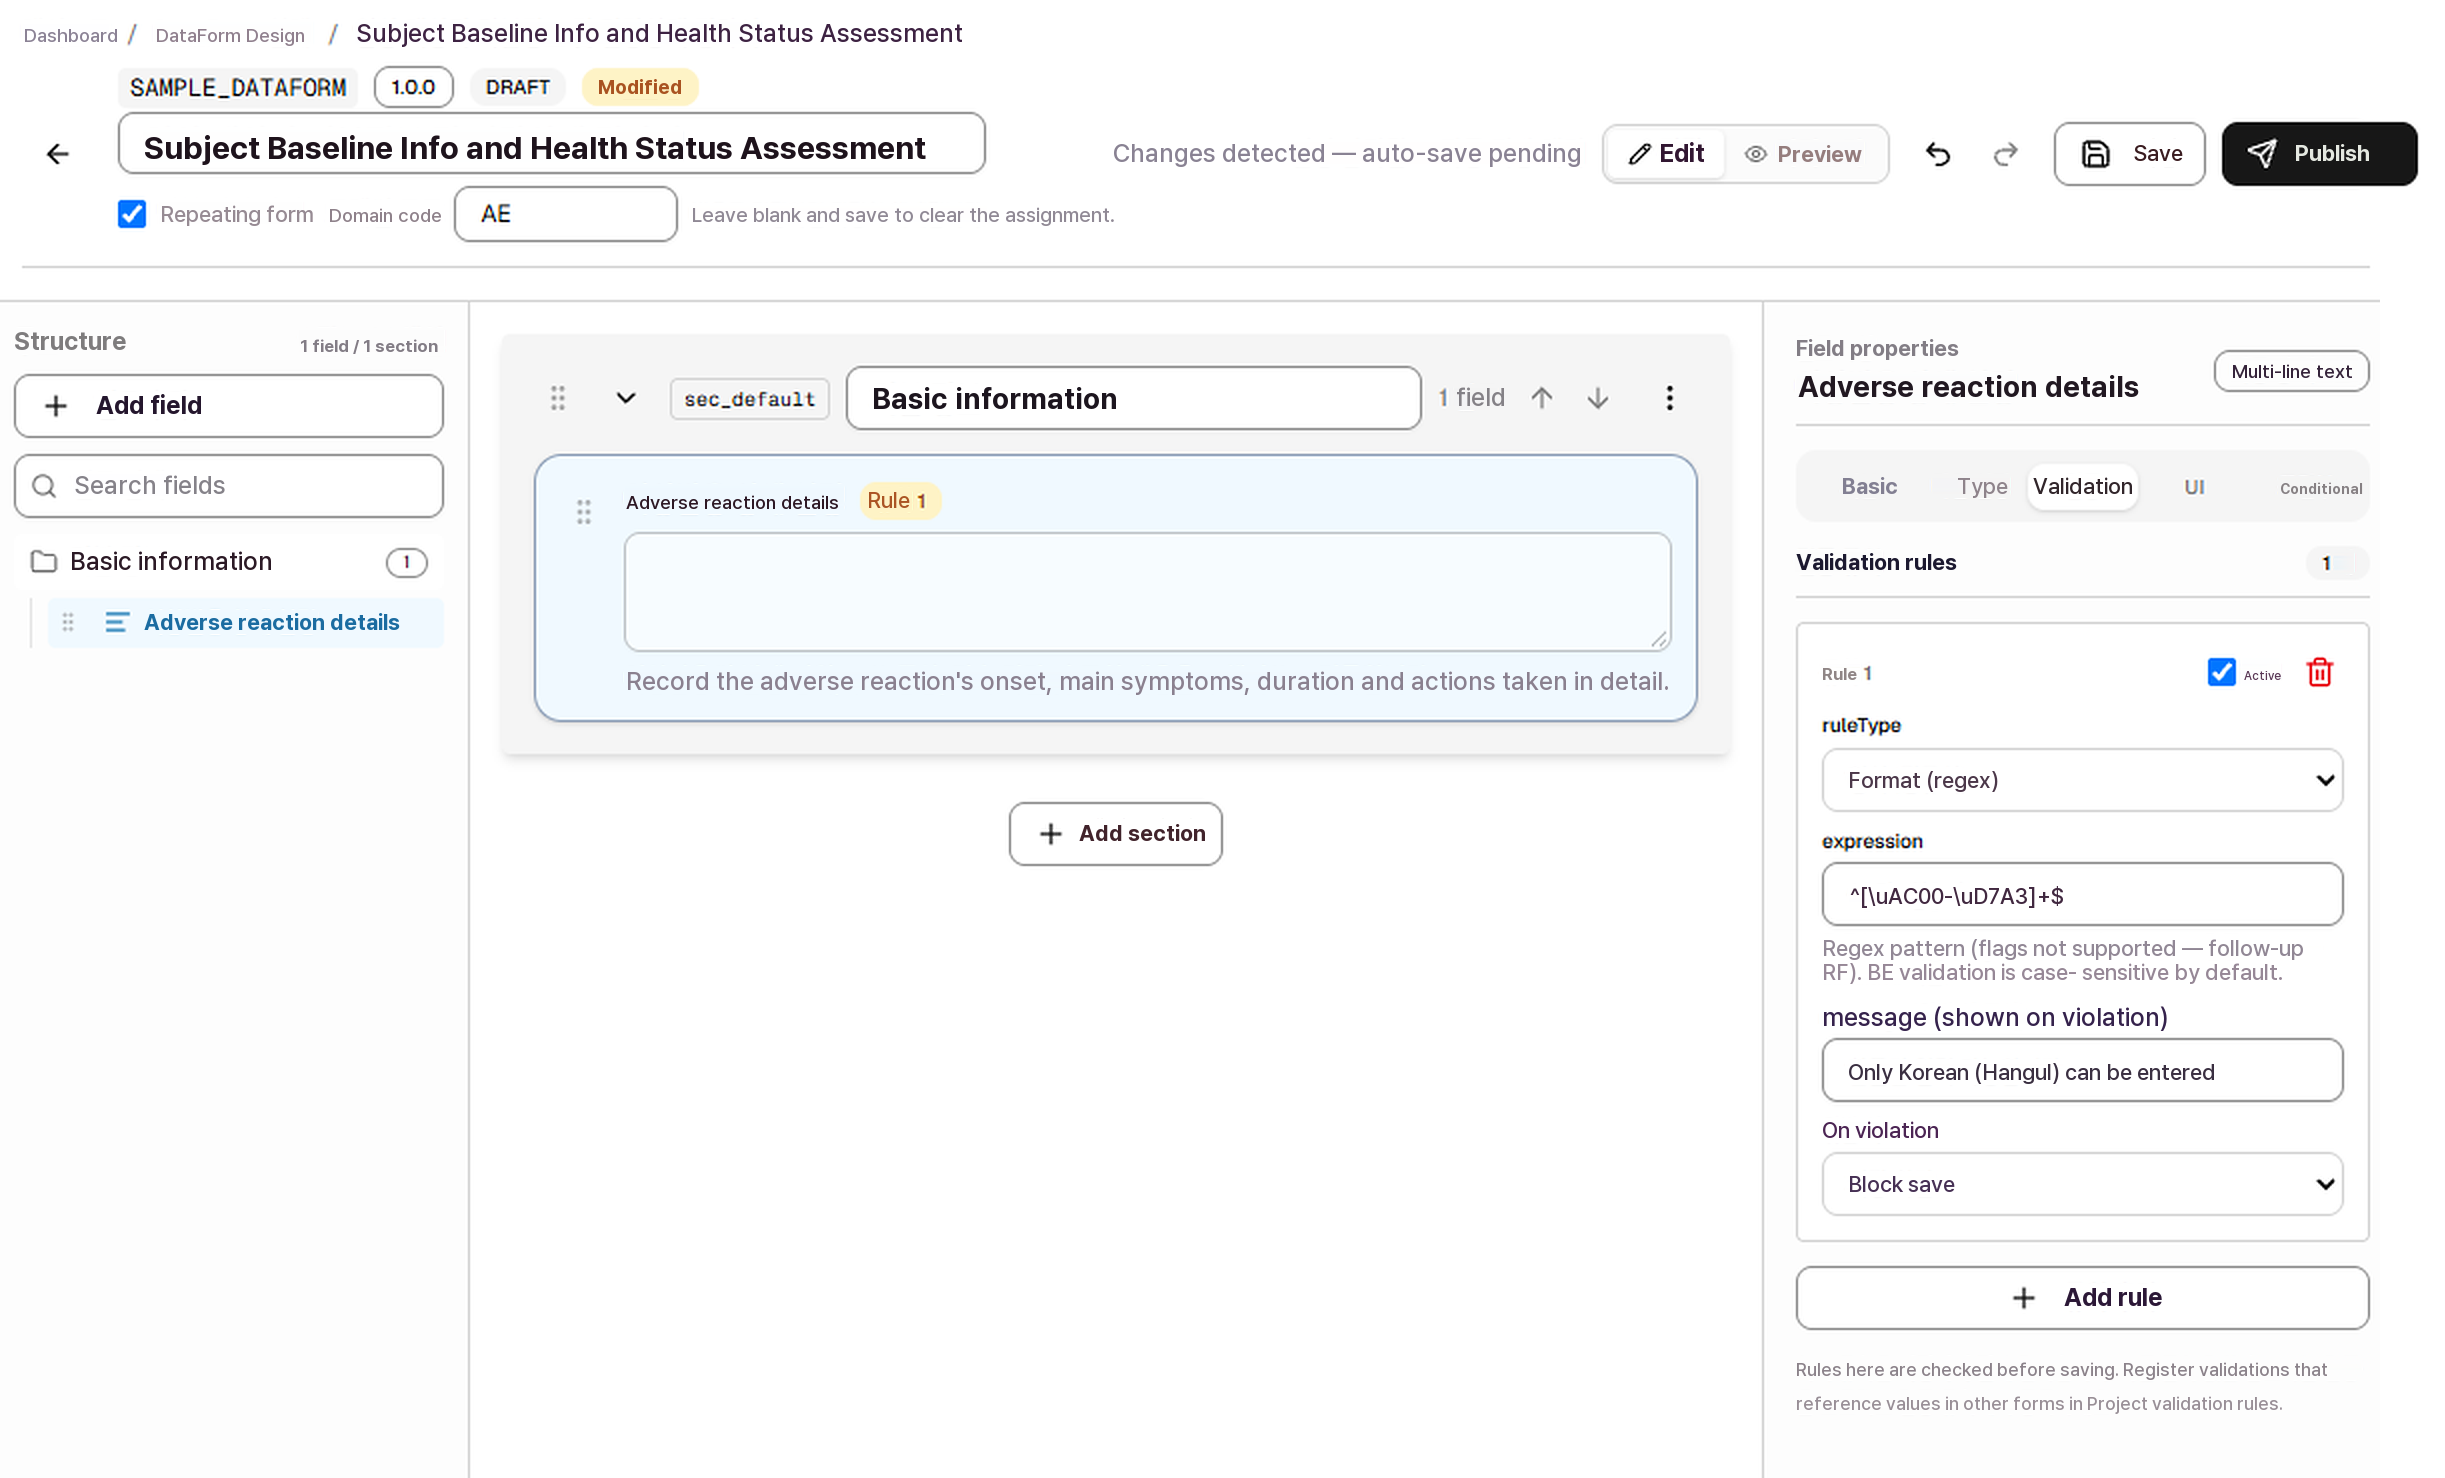 Dashboard / DataForm Design / Subject Baseline Info and Health Status Assessment
SAMPLE_DATAFORM 1.0.0 DRAFT Modified
Subject Baseline Info and Health Status Assessment
Changes detected — auto-save pending Edit Preview Save Publish
Repeating form Domain code AE Leave blank and save to clear the assignment.
Structure 1 field / 1 section
Add field
Search fields
Basic information 1
Adverse reaction details
sec_default Basic information 1 field
Adverse reaction details Rule 1
Record the adverse reaction's onset, main symptoms, duration and actions taken in detail.
Add section
Field properties
Adverse reaction details Multi-line text
Basic Type Validation UI Conditional
Validation rules 1
Rule 1 Active
ruleType
Format (regex)
expression
^[\uAC00-\uD7A3]+$
Regex pattern (flags not supported — follow-up
RF). BE validation is case- sensitive by default.
message (shown on violation)
Only Korean (Hangul) can be entered
On violation
Block save
Add rule
Rules here are checked before saving. Register validations that
reference values in other forms in Project validation rules.